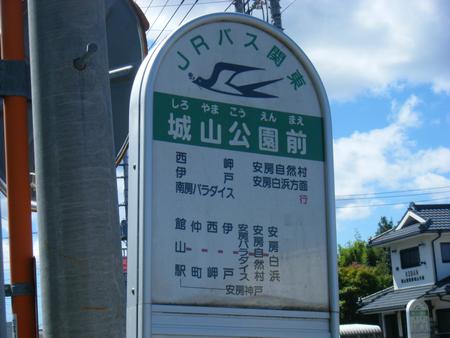 JRバス関東
しろ やま こう えん まえ
城山公園前
西岬 安房自然村
伊戸 安房白浜方面
南房パラダイス 行
館山駅
仲町
西岬
伊戸
安房パラダイス
安房自然村
安房白浜
安房神戸